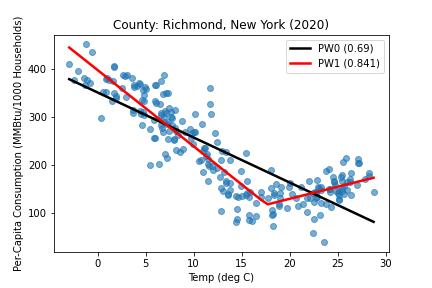 County: Richmond, New York (2020)
Per-Capita Consumption (MMBtu/1000 Households)
400
300
200
100
PW0 (0.69)
PW1 (0.841)
0
5
10
15
20
25
30
Temp (deg C)